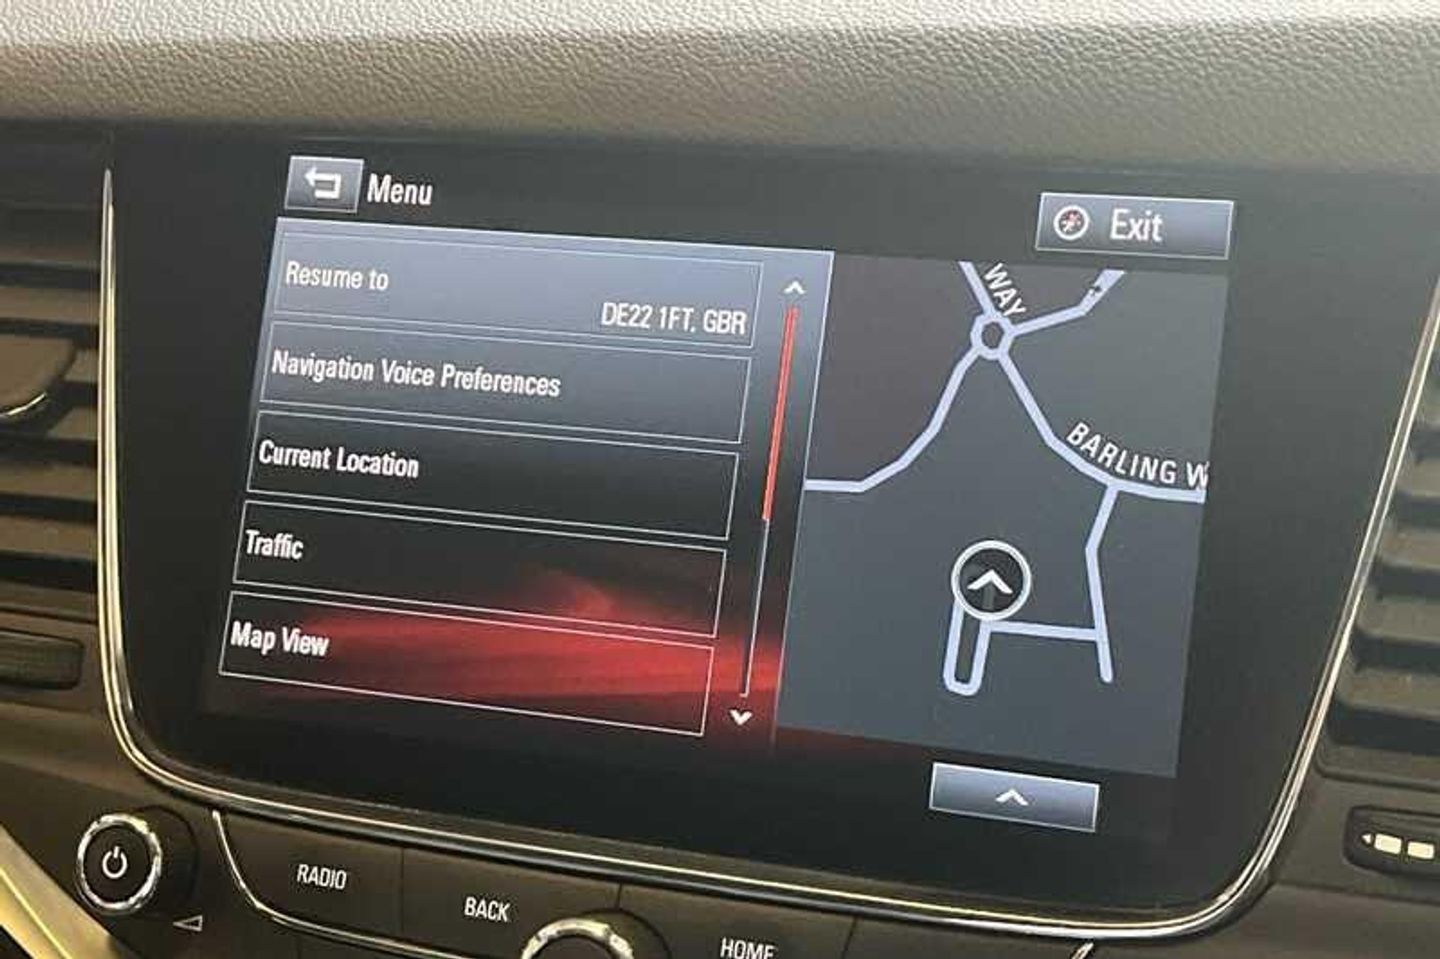 Menu
Exit
Resume to
DE22 1FT, GBR
Navigation Voice Preferences
Current Location
Traffic
Map View
WAY
BARLING W
RADIO
BACK
HOME